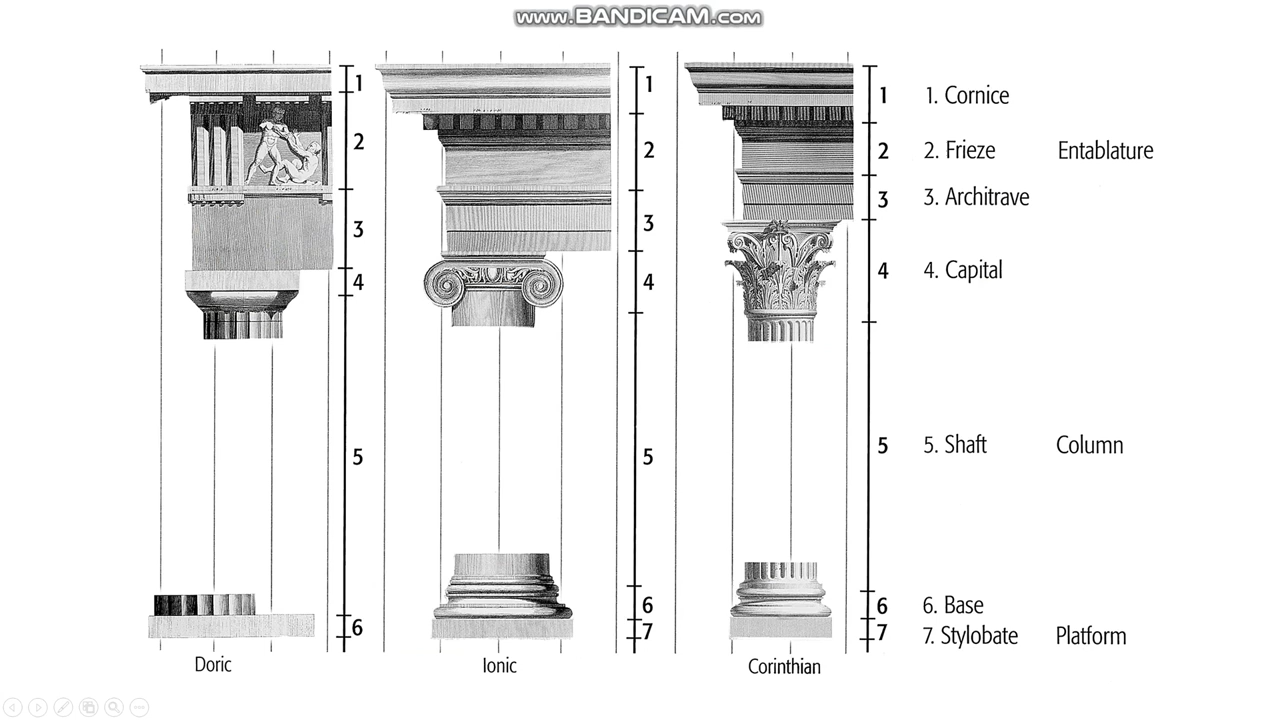 www.BANDICAM.com
1 1 1 1. Cornice
2 2 2 2. Frieze Entablature
3 3 3 3. Architrave
4 4 4 4. Capital
5 5 5 5. Shaft Column
6 6 6 6. Base
7 7 7. Stylobate Platform
Doric Ionic Corinthian